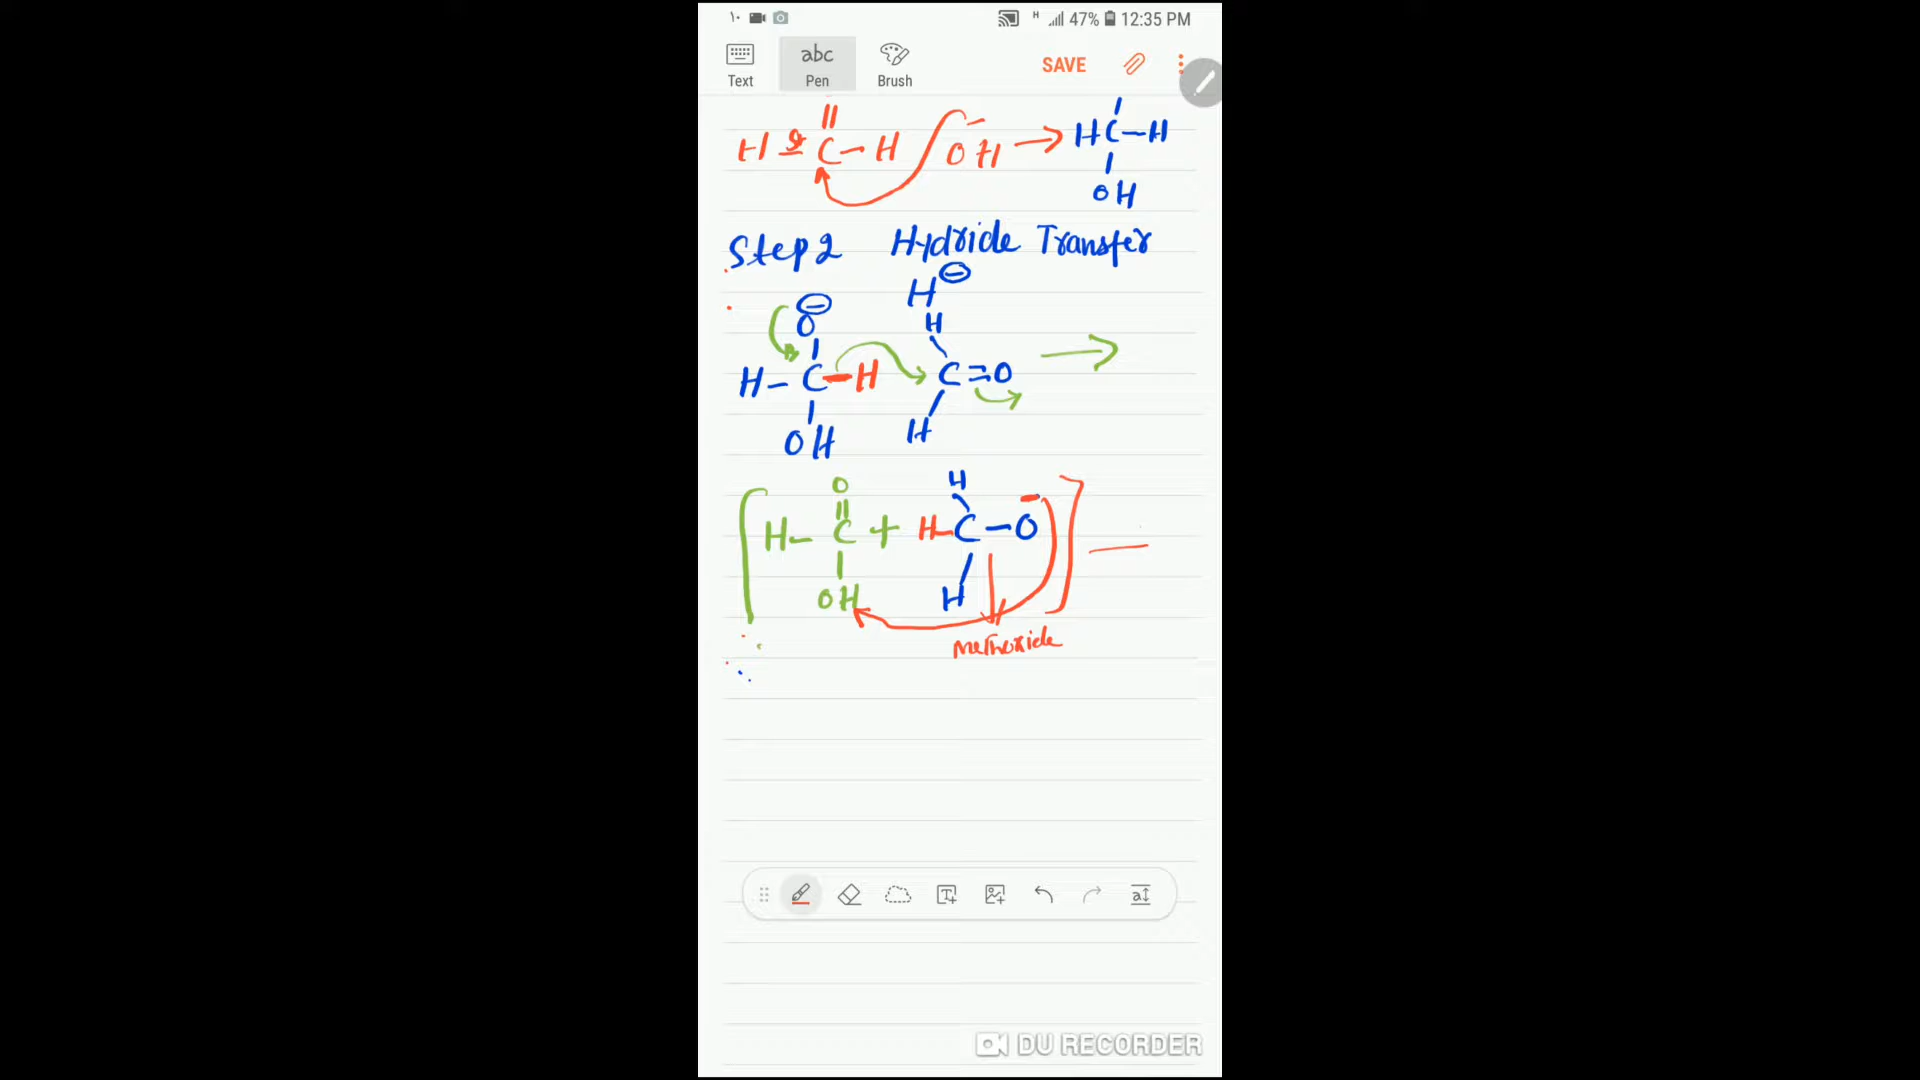 ١٠ H 47% 12:35 PM
Text abc Pen Brush SAVE
||
H C-H OH → HC-H
OH
Step 2 Hydride Transfer
H⊖
⊖
O H
H-C-H C=O →
OH H
O H
[H-C + H-C-O⁻] —
||
OH H
Methoxide
DU RECORDER